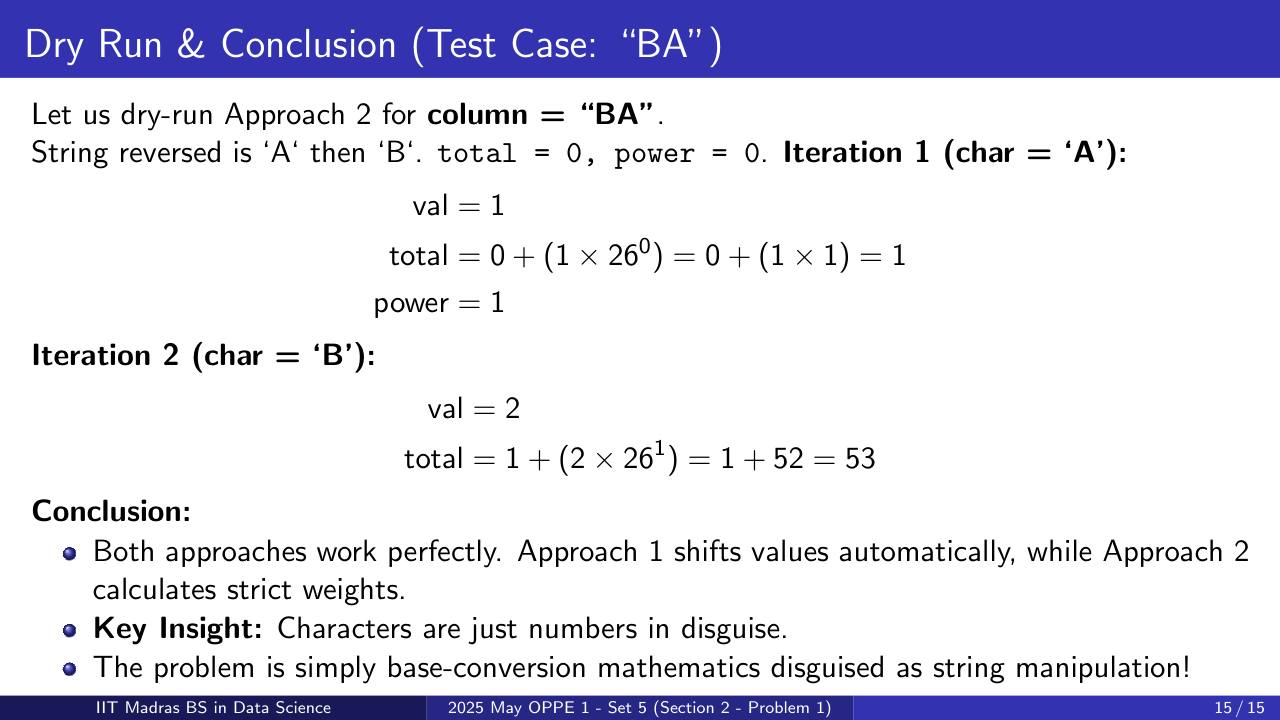 Dry Run & Conclusion (Test Case: “BA”)
Let us dry-run Approach 2 for column = “BA”.
String reversed is ‘A‘ then ‘B‘. total = 0, power = 0. Iteration 1 (char = ‘A’):
val = 1
total = 0 + (1 × 26⁰) = 0 + (1 × 1) = 1
power = 1
Iteration 2 (char = ‘B’):
val = 2
total = 1 + (2 × 26¹) = 1 + 52 = 53
Conclusion:
Both approaches work perfectly. Approach 1 shifts values automatically, while Approach 2
calculates strict weights.
Key Insight: Characters are just numbers in disguise.
The problem is simply base-conversion mathematics disguised as string manipulation!
IIT Madras BS in Data Science 2025 May OPPE 1 - Set 5 (Section 2 - Problem 1) 15 / 15